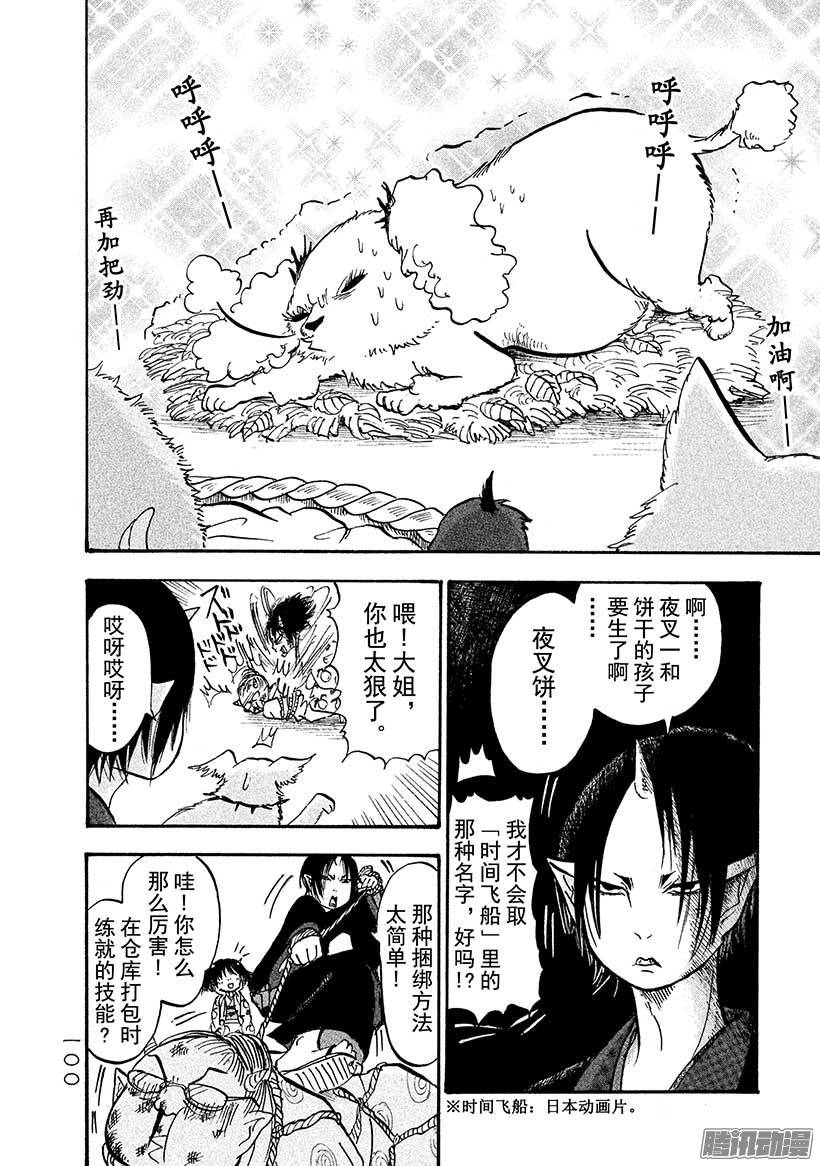 呼
呼
呼——
加油啊——
呼
呼
呼——
再加把劲——
啊……
夜叉一和
饼干的孩子
要生了啊
……
夜叉饼
……
我才不会取
「时间飞船」里的
那种名字，好吗!?
※时间飞船：日本动画片。
喂！大姐，
你也太狠了。
ズドドドド
哎呀哎呀……
那种捆绑方法
太简单！
哇！你怎么
那么厉害！
在仓库打包时
练就的技能？
100
腾讯动漫